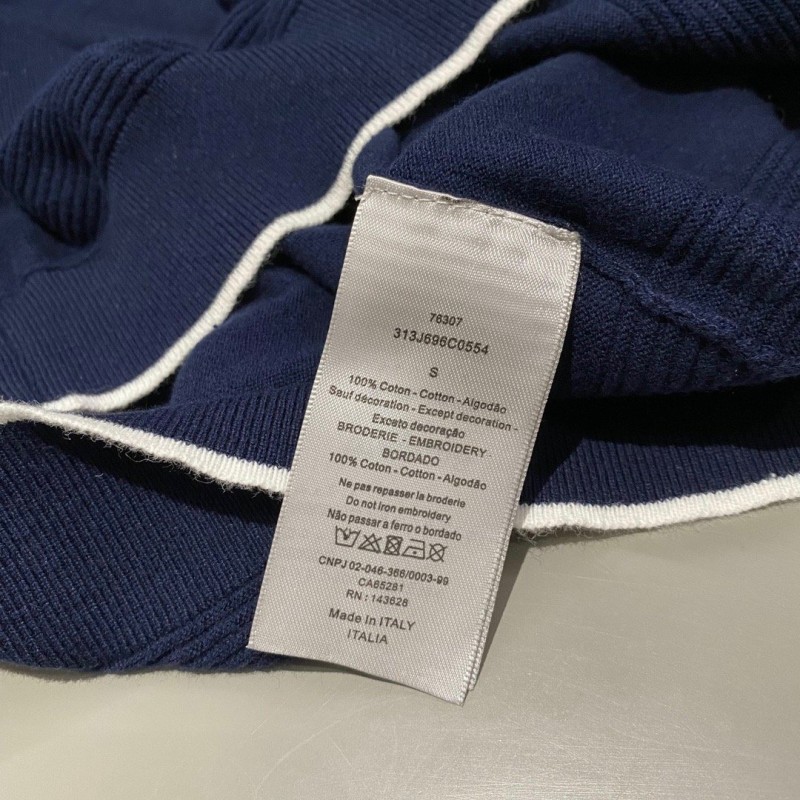 76307
313J696C0554
S
100% Coton - Cotton - Algodão
Sauf décoration - Except decoration -
Exceto decoração
BRODERIE - EMBROIDERY
BORDADO
100% Coton - Cotton - Algodão
Ne pas repasser la broderie
Do not iron embroidery
Não passar a ferro o bordado
CNPJ 02-046-366/0003-99
CA65281
RN : 143628
Made in ITALY
ITALIA